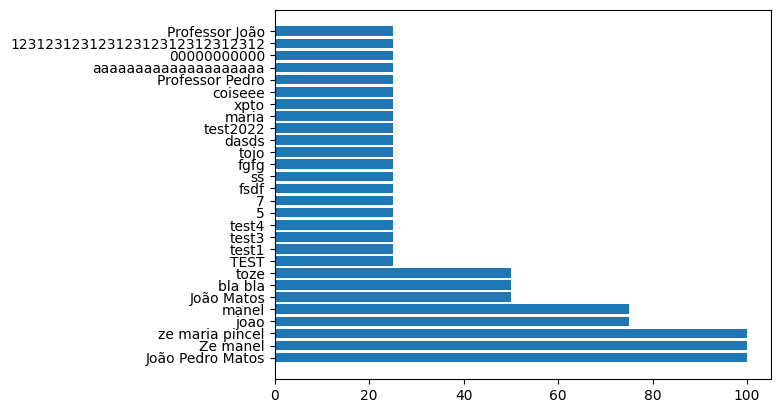 Professor João
12312312312312312312312312312
00000000000
aaaaaaaaaaaaaaaaaaaa
Professor Pedro
coiseee
xpto
maria
test2022
dasds
tojo
fgfg
ss
fsdf
7
5
test4
test3
test1
TEST
toze
bla bla
João Matos
manel
joao
ze maria pincel
Ze manel
João Pedro Matos
0 20 40 60 80 100